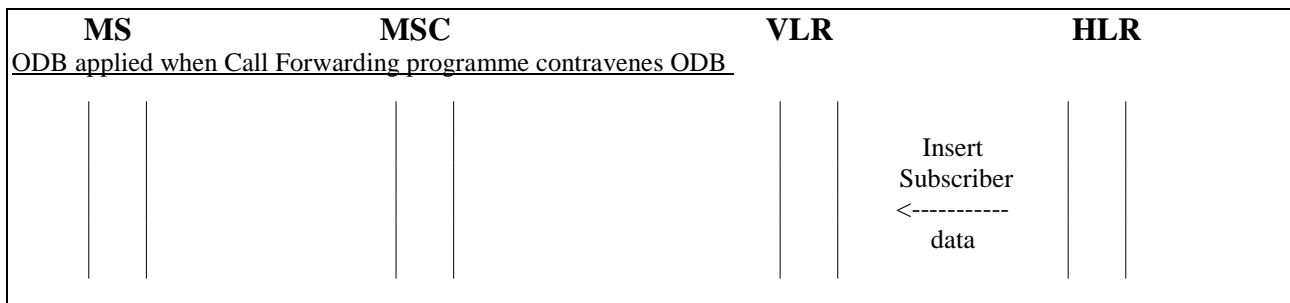 MS MSC VLR HLR
ODB applied when Call Forwarding programme contravenes ODB
Insert
Subscriber
<-----------
data